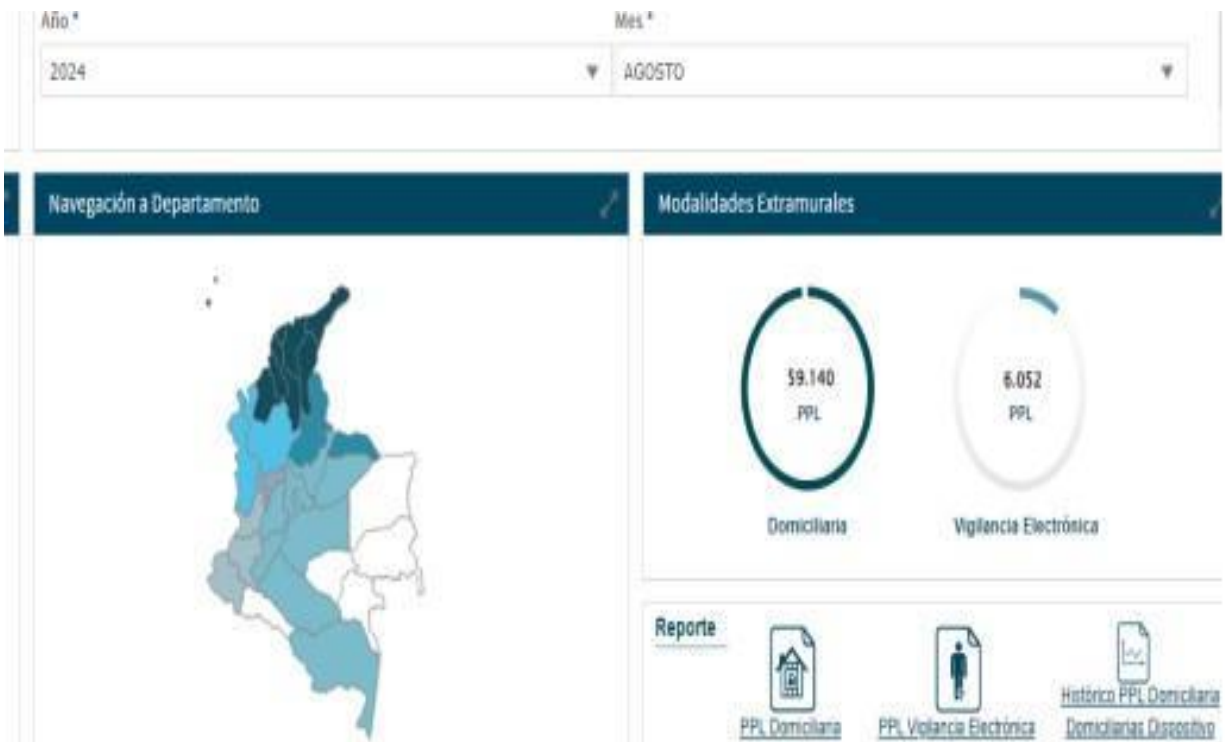 Año *
Mes *
2024
AGOSTO
Navegación a Departamento
Modalidades Extramurales
59.140
PPL
6.052
PPL
Domiciliaria
Vigilancia Electrónica
Reporte
PPL Domiciliaria
PPL Vigilancia Electrónica
Histórico PPL Domiciliaria
Domiciliarias Dispositivo